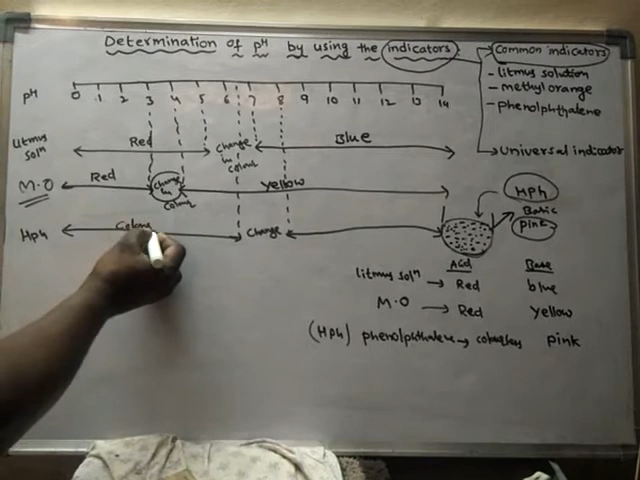 Determination of pH by using the indicators
Common indicators
- litmus solution
- methyl orange
- phenolphthalene
Universal indicator
pH 0 1 2 3 4 5 6 7 8 9 10 11 12 13 14
Litmus soln Red Change in colour Blue
M.O Red Change in Colour Yellow
HPh Colour Change
HPh
Basic
Pink
Acid Base
litmus soln → Red blue
M.O → Red Yellow
(HPh) phenolphthalene → colourless pink